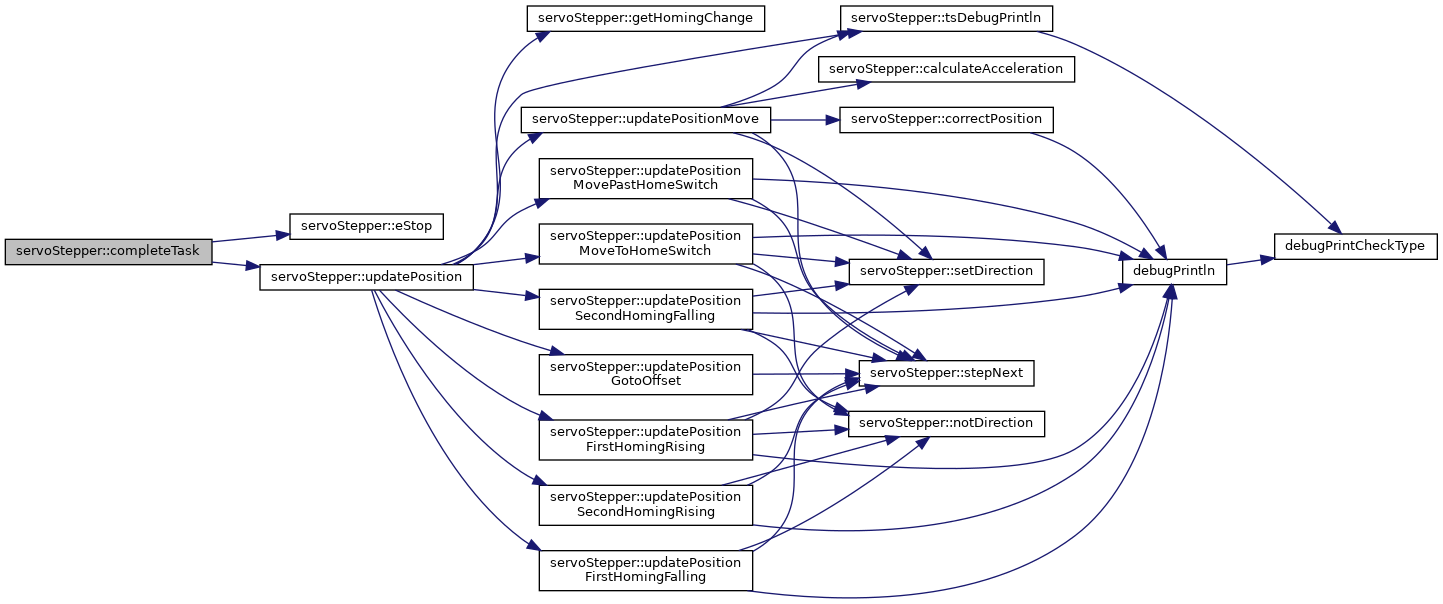 servoStepper::completeTask
servoStepper::eStop
servoStepper::updatePosition
servoStepper::getHomingChange
servoStepper::updatePositionMove
servoStepper::updatePosition
MovePastHomeSwitch
servoStepper::updatePosition
MoveToHomeSwitch
servoStepper::updatePosition
SecondHomingFalling
servoStepper::updatePosition
GotoOffset
servoStepper::updatePosition
FirstHomingRising
servoStepper::updatePosition
SecondHomingRising
servoStepper::updatePosition
FirstHomingFalling
servoStepper::tsDebugPrintln
servoStepper::calculateAcceleration
servoStepper::correctPosition
servoStepper::setDirection
servoStepper::stepNext
servoStepper::notDirection
debugPrintln
debugPrintCheckType